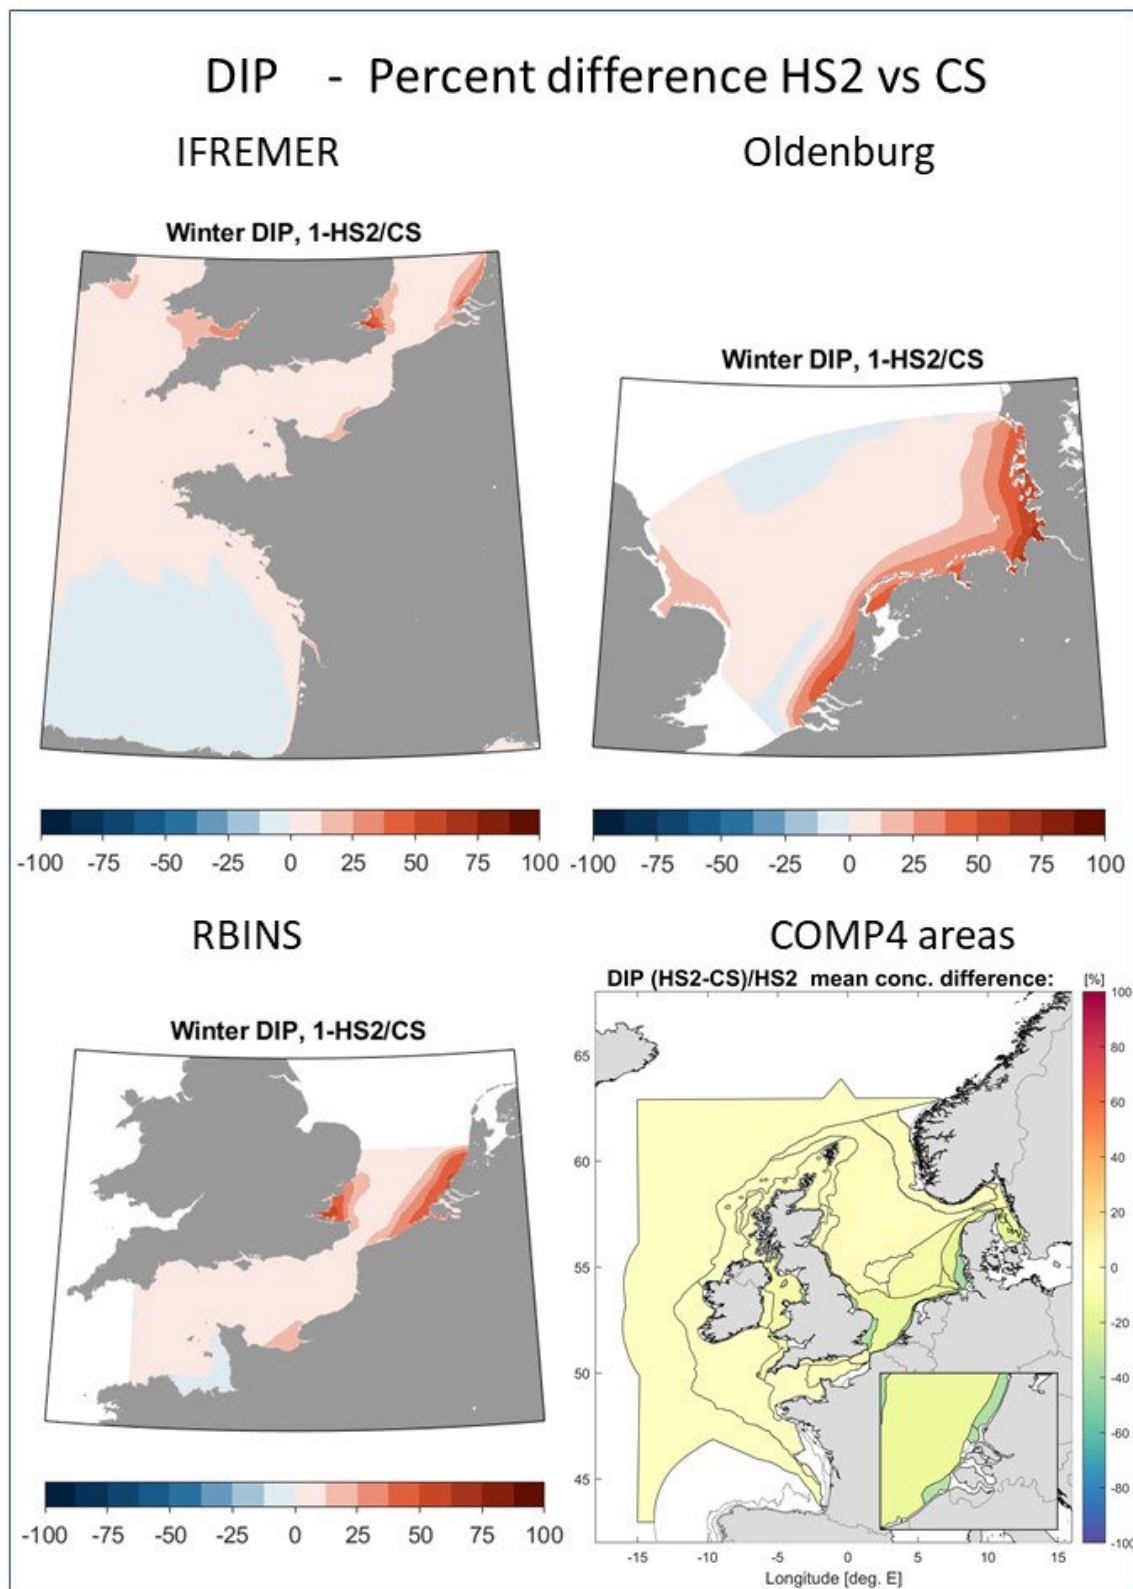 DIP - Percent difference HS2 vs CS
IFREMER
Oldenburg
Winter DIP, 1-HS2/CS
Winter DIP, 1-HS2/CS
-100 -75 -50 -25 0 25 50 75 100
-100 -75 -50 -25 0 25 50 75 100
RBINS
COMP4 areas
Winter DIP, 1-HS2/CS
-100 -75 -50 -25 0 25 50 75 100
DIP (HS2-CS)/HS2 mean conc. difference: [%]
100
80
60
40
20
0
-20
-40
-60
-80
-100
65
60
55
50
45
-15 -10 -5 0 5 10 15
Longitude [deg. E]